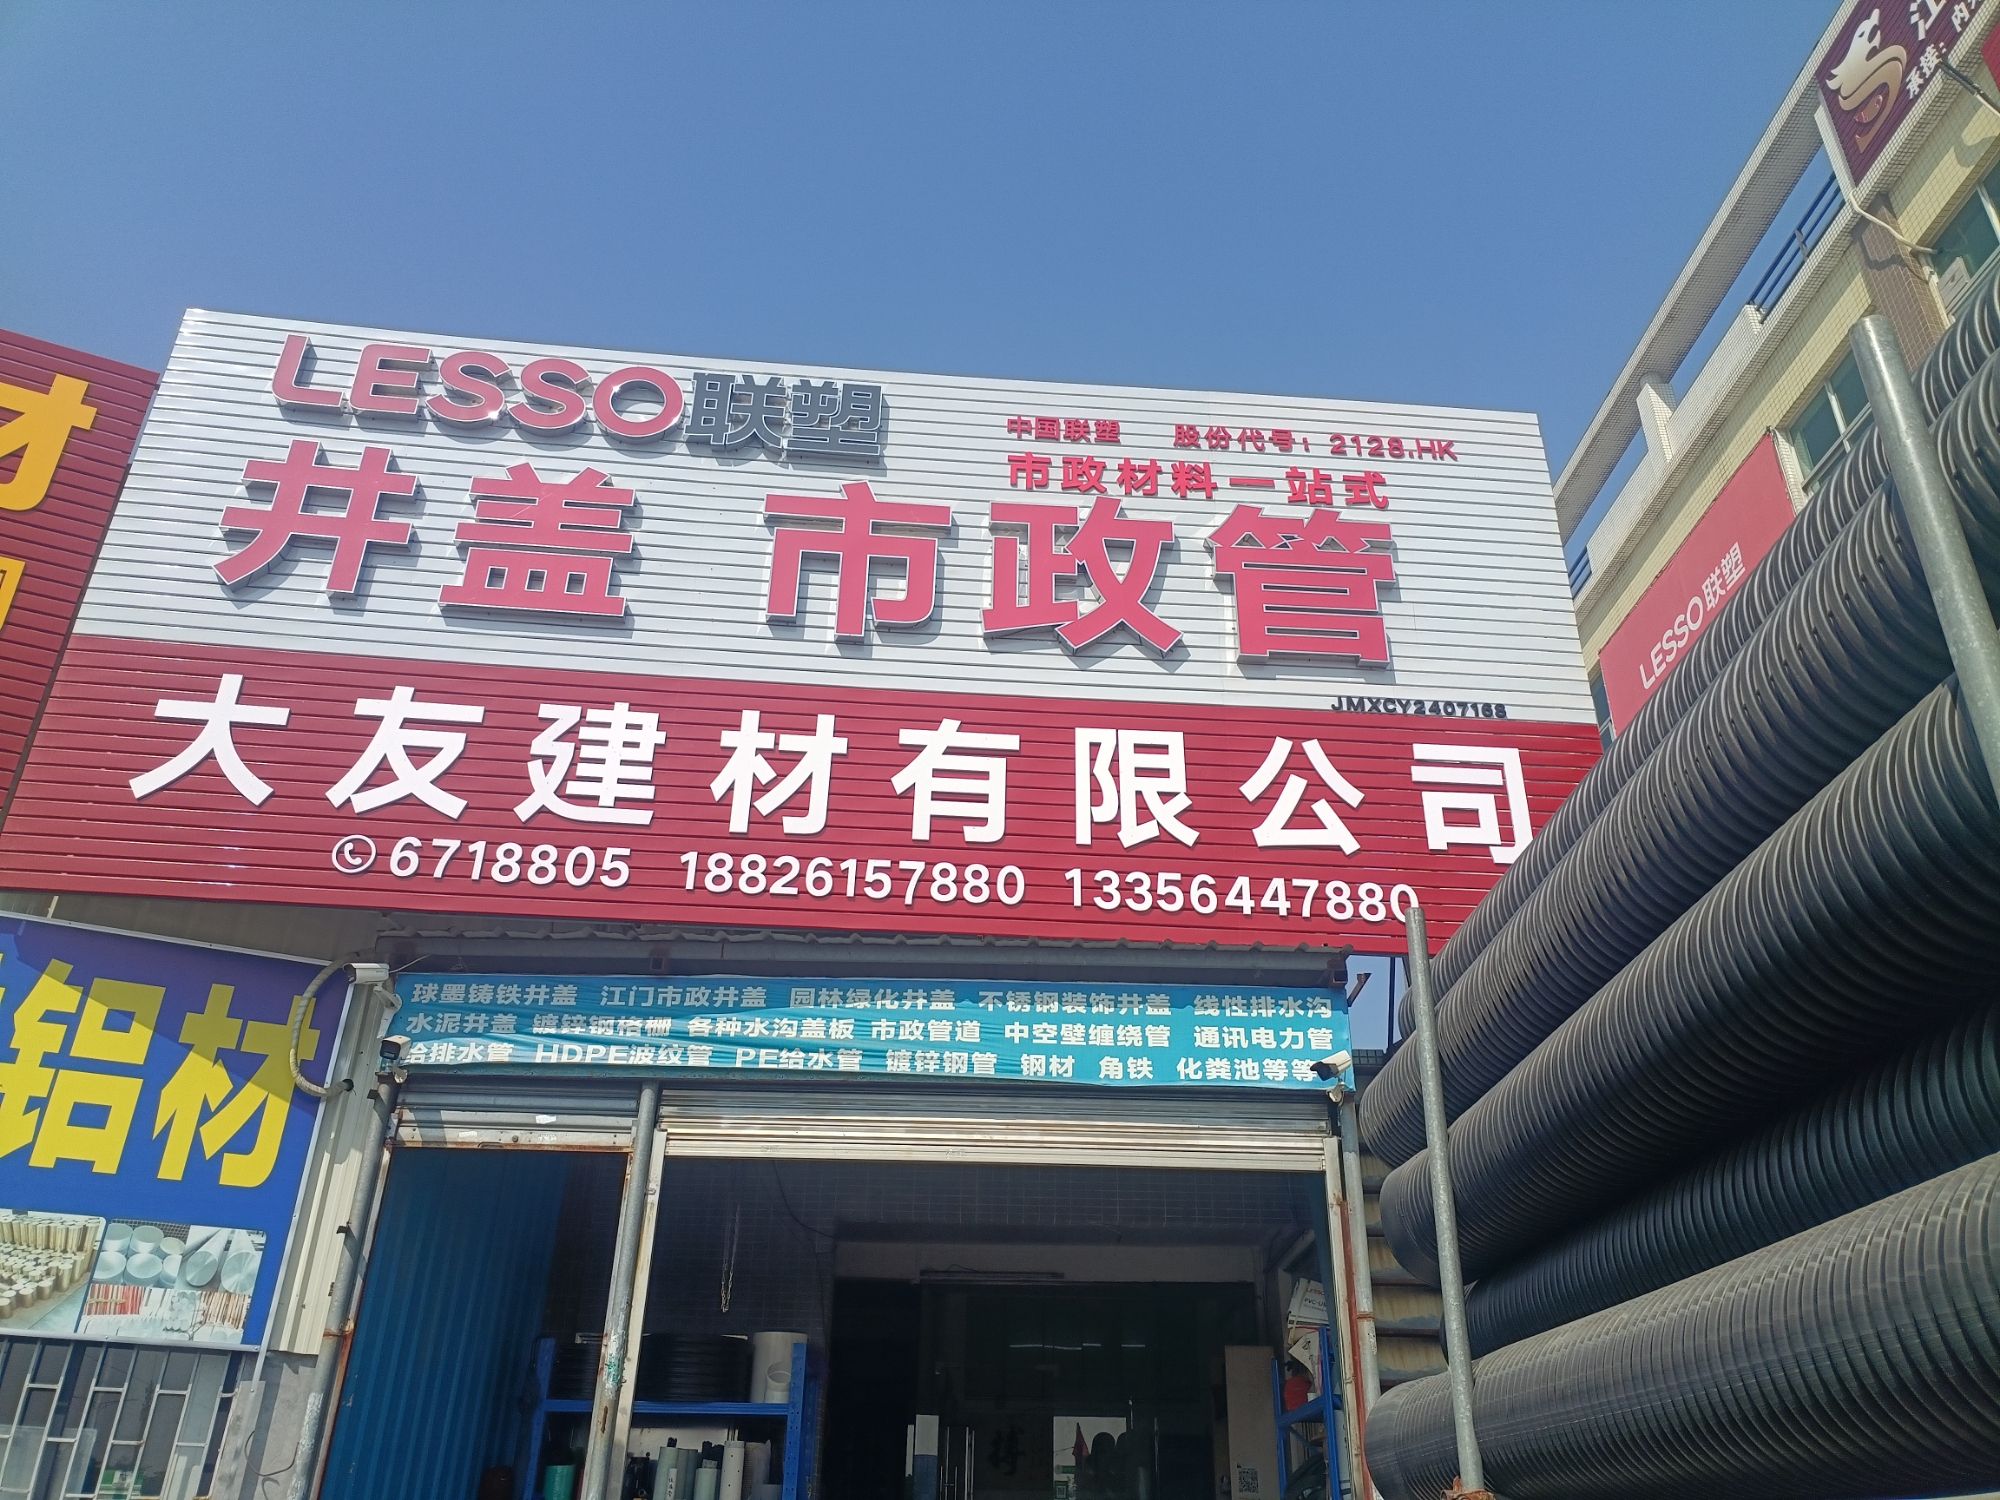 LESSO联塑
中国联塑 股份代号：2128.HK
市政材料一站式
井盖 市政管
JMXCY2407168
大友建材有限公司
6718805 18826157880 13356447880
球墨铸铁井盖 江门市政井盖 园林绿化井盖 不锈钢装饰井盖 线性排水沟
水泥井盖 镀锌钢格栅 各种水沟盖板 市政管道 中空壁缠绕管 通讯电力管
给排水管 HDPE波纹管 PE给水管 镀锌钢管 钢材 角铁 化粪池等等
材
铝材
LESSO联塑
江
承接：内